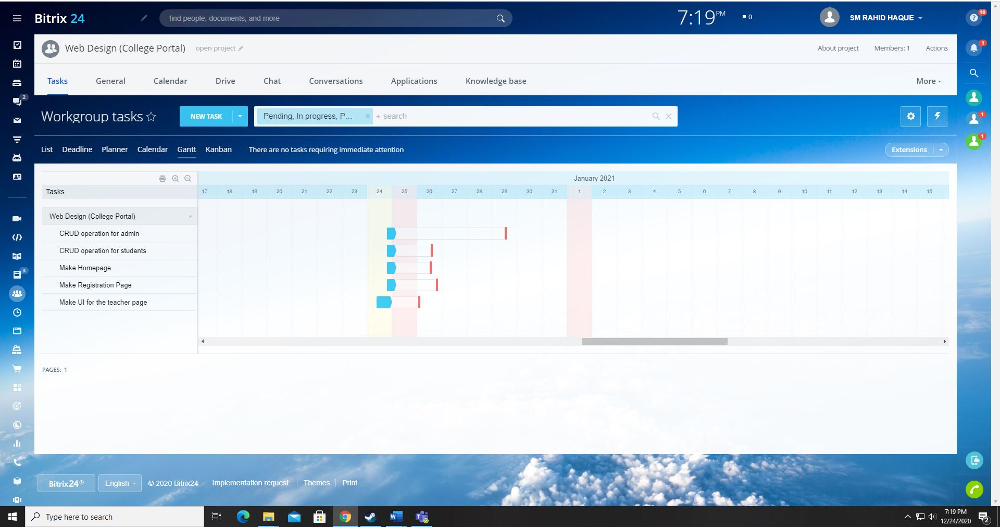 Bitrix 24
find people, documents, and more
7:19 PM
0
SM RAHID HAQUE
10
Web Design (College Portal)
open project
About project
Members: 1
Actions
1
Tasks
General
Calendar
Drive
Chat
Conversations
Applications
Knowledge base
More
2
Workgroup tasks
NEW TASK
Pending, In progress, P... ×
+ search
1
List
Deadline
Planner
Calendar
Gantt
Kanban
There are no tasks requiring immediate attention
Extensions
1
January 2021
Tasks
17 18 19 20 21 22 23 24 25 26 27 28 29 30 31 1 2 3 4 5 6 7 8 9 10 11 12 13 14 15
Web Design (College Portal)
CRUD operation for admin
CRUD operation for students
Make Homepage
3
Make Registration Page
Make UI for the teacher page
PAGES: 1
Bitrix24
English
© 2020 Bitrix24
Implementation request
Themes
Print
Type here to search
7:19 PM
12/24/2020
2